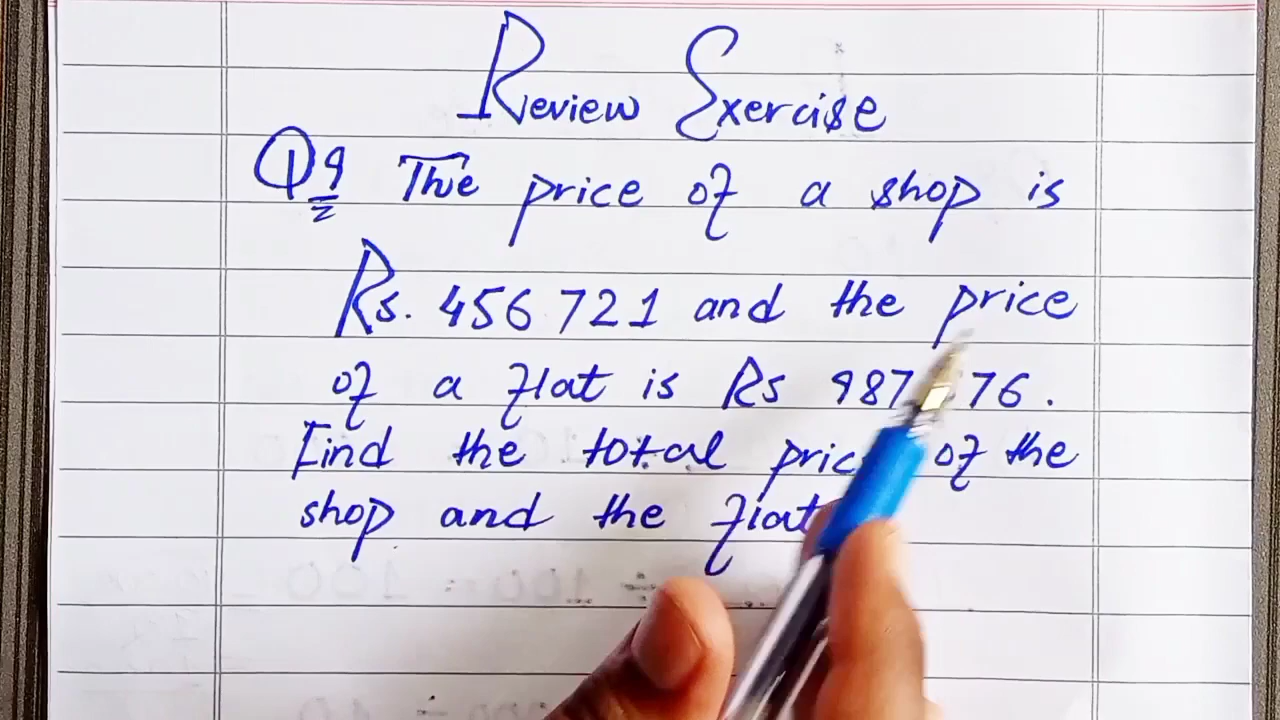 Review Exercise
Q9 The price of a shop is
Rs. 456 721 and the price
of a flat is Rs
Find the total of the
shop and the flat